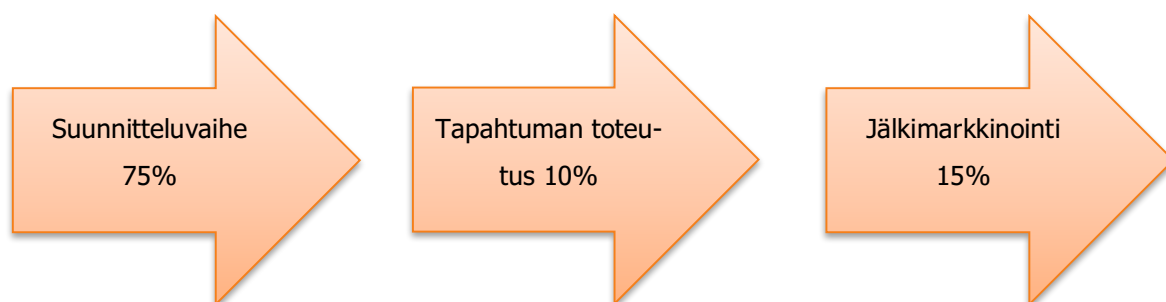 Suunnitteluvaihe
75%
Tapahtuman toteu-
tus 10%
Jälkimarkkinointi
15%